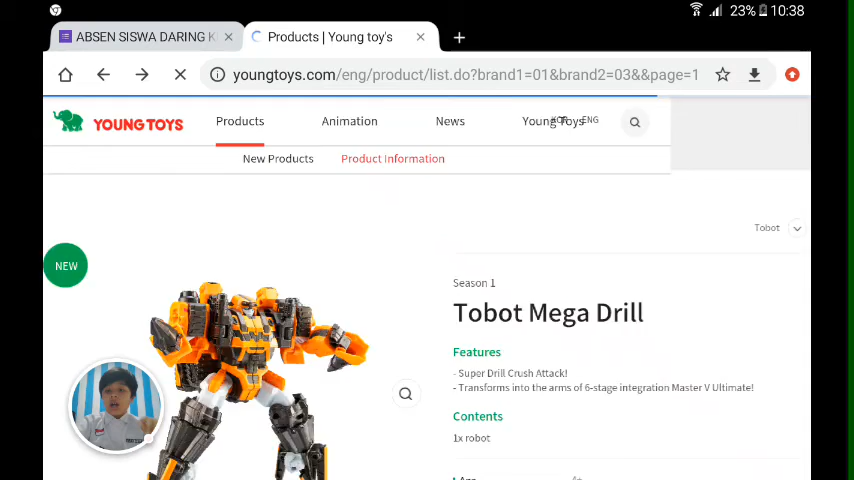 23% 10:38
ABSEN SISWA DARING K
Products | Young toy's
youngtoys.com/eng/product/list.do?brand1=01&brand2=03&&page=1
YOUNG TOYS
Products
Animation
News
Young Toys
ENG
New Products
Product Information
Tobot
NEW
Season 1
Tobot Mega Drill
Features
- Super Drill Crush Attack!
- Transforms into the arms of 6-stage integration Master V Ultimate!
Contents
1x robot